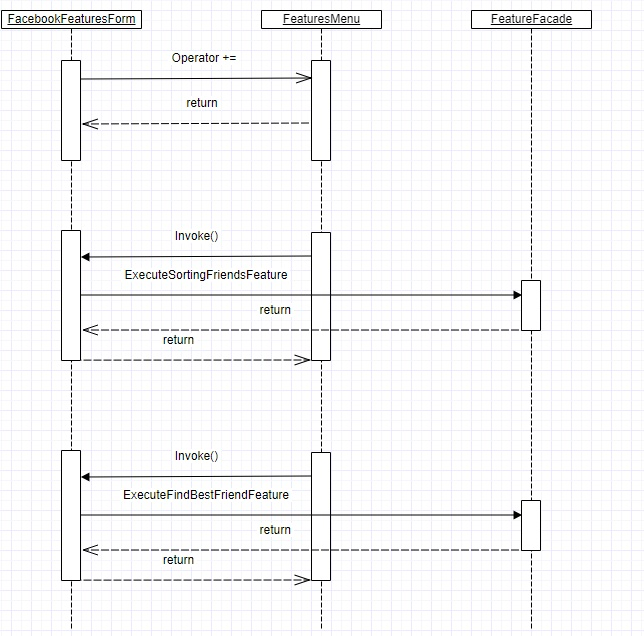 FacebookFeaturesForm
FeaturesMenu
FeatureFacade
Operator +=
return
Invoke()
ExecuteSortingFriendsFeature
return
return
Invoke()
ExecuteFindBestFriendFeature
return
return